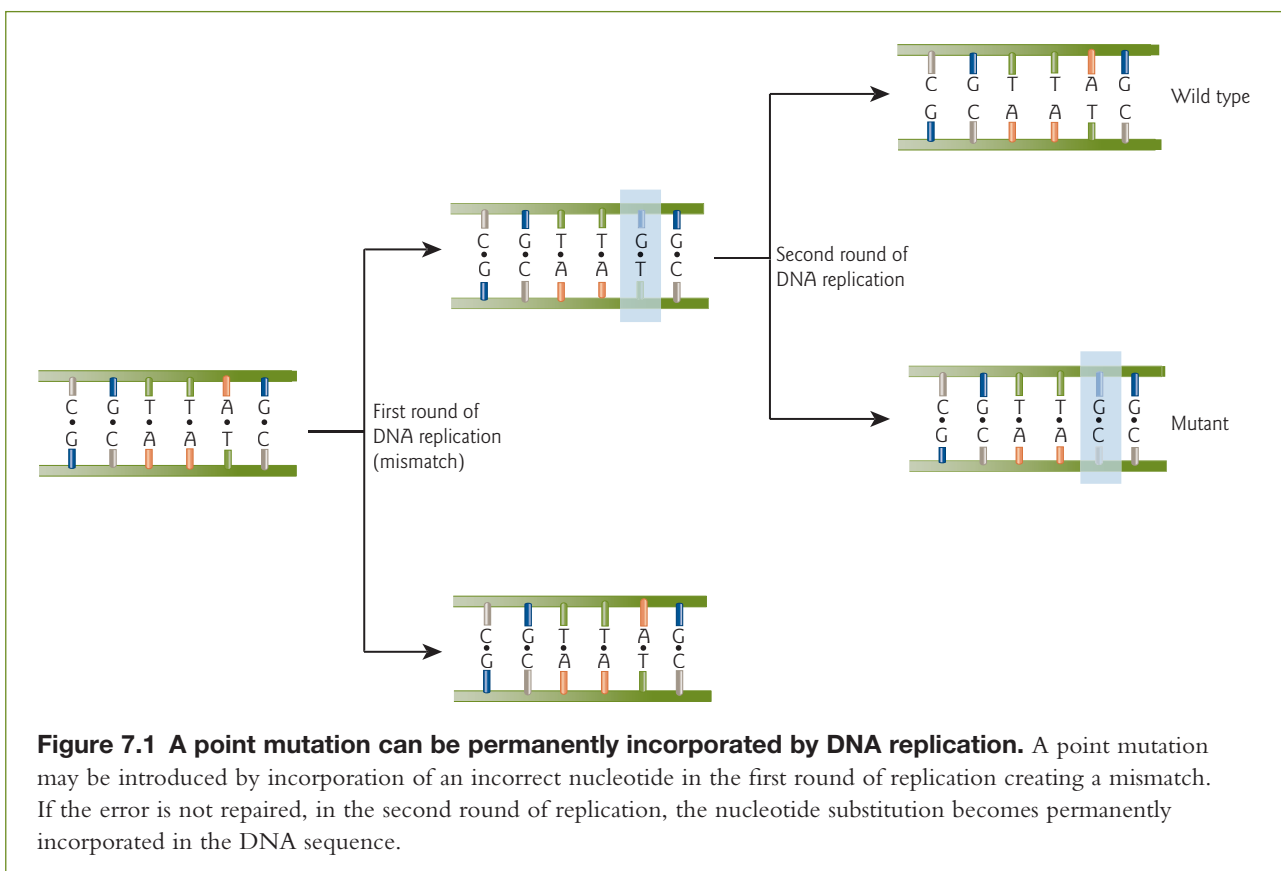 C G T T A G
G C A A T C
Wild type
C G T T G G
G C A A T C
Second round of
DNA replication
C G T T A G
G C A A T C
First round of
DNA replication
(mismatch)
C G T T G G
G C A A C C
Mutant
C G T T A G
G C A A T C
Figure 7.1 A point mutation can be permanently incorporated by DNA replication. A point mutation
may be introduced by incorporation of an incorrect nucleotide in the first round of replication creating a mismatch.
If the error is not repaired, in the second round of replication, the nucleotide substitution becomes permanently
incorporated in the DNA sequence.